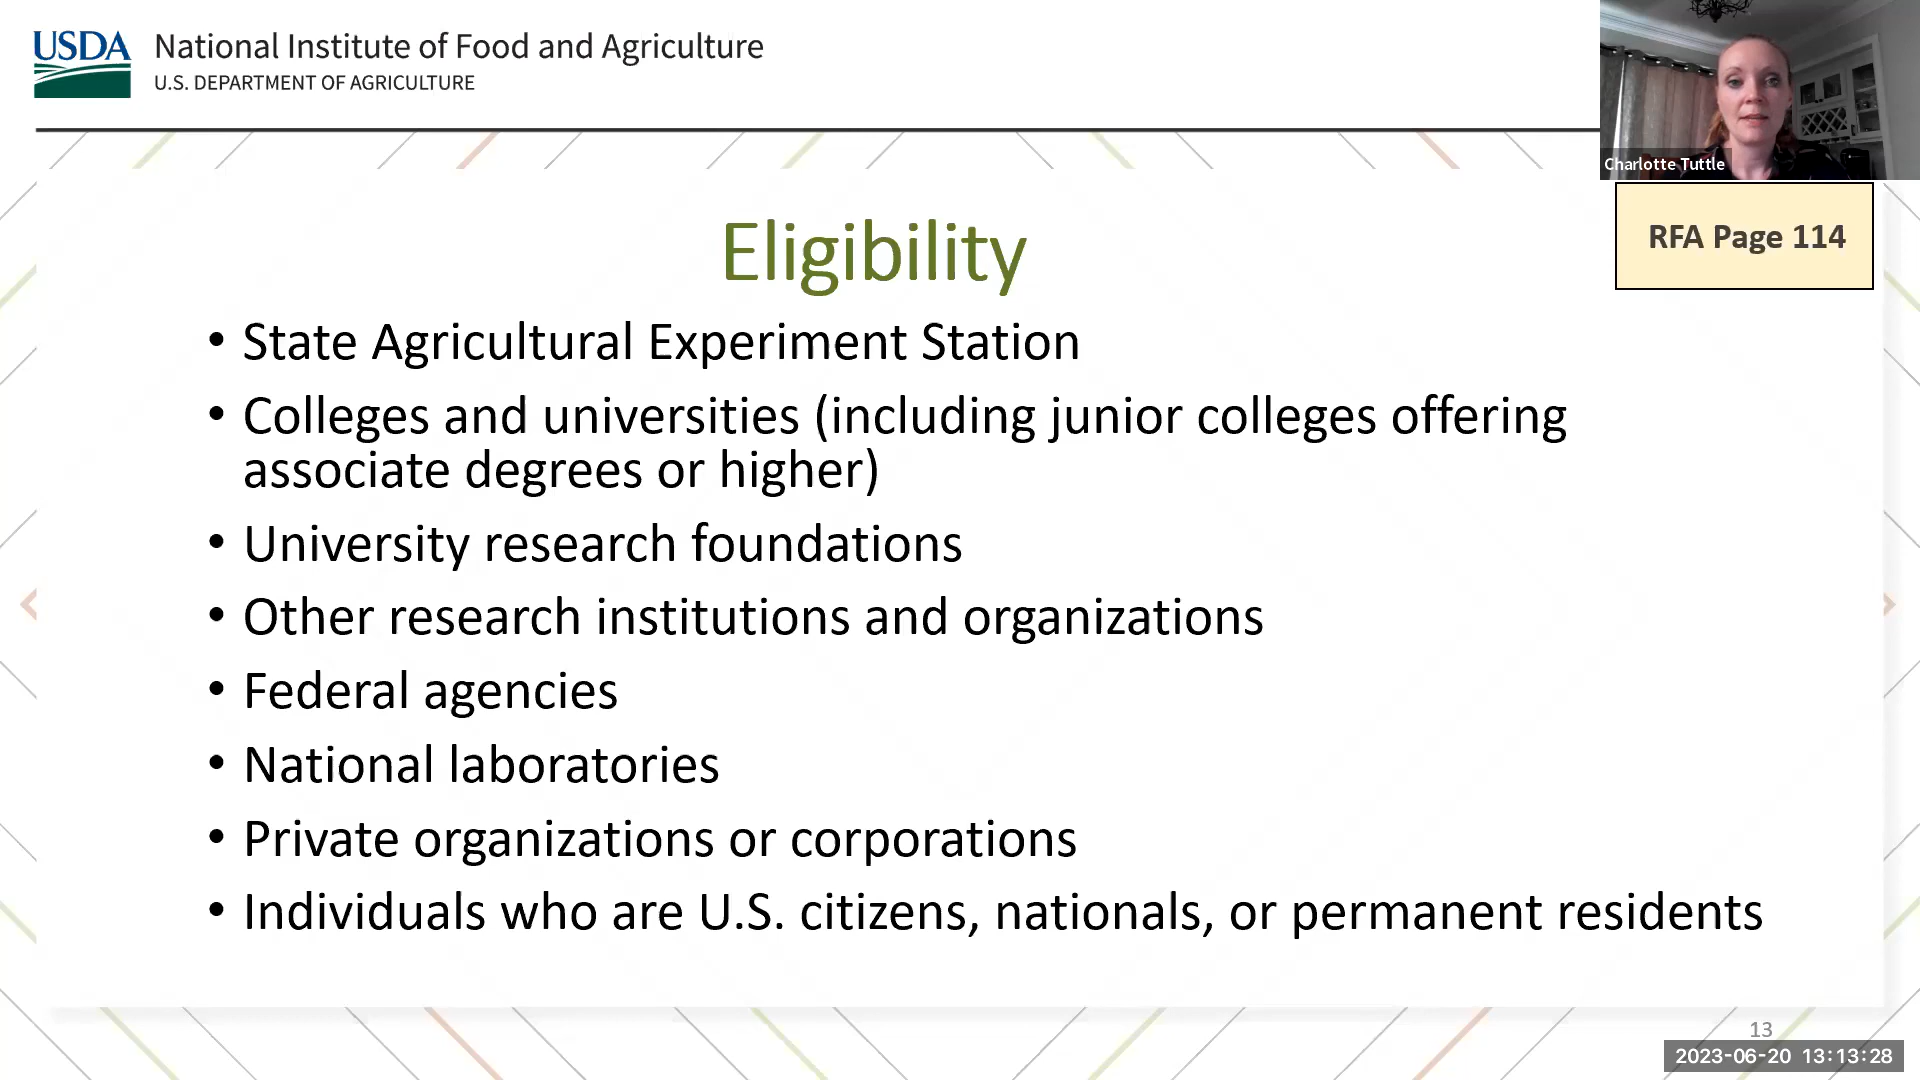 USDA
National Institute of Food and Agriculture
U.S. DEPARTMENT OF AGRICULTURE
Charlotte Tuttle
RFA Page 114
Eligibility
• State Agricultural Experiment Station
• Colleges and universities (including junior colleges offering
associate degrees or higher)
• University research foundations
• Other research institutions and organizations
• Federal agencies
• National laboratories
• Private organizations or corporations
• Individuals who are U.S. citizens, nationals, or permanent residents
13
2023-06-20 13:13:28